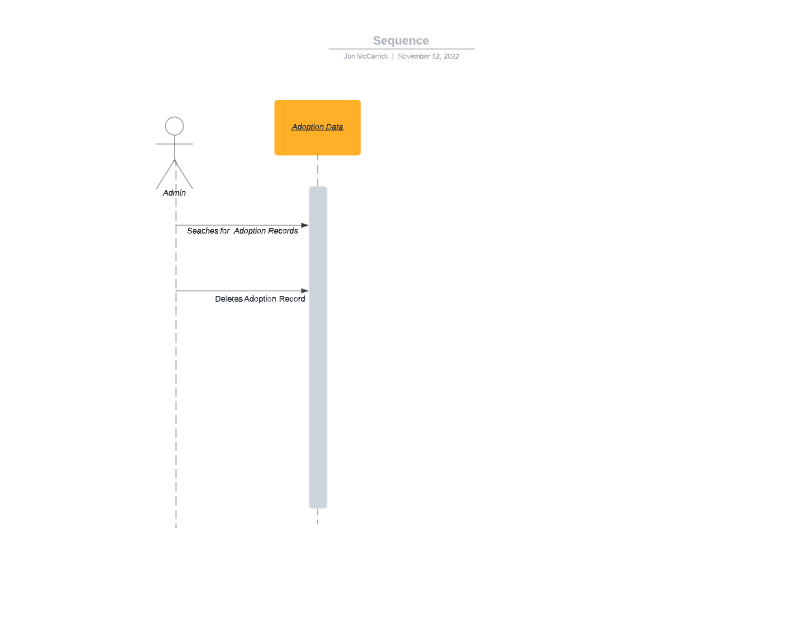 Sequence
Jon McCarrick | November 12, 2022
Adoption Data
Admin
Seaches for Adoption Records
Deletes Adoption Record